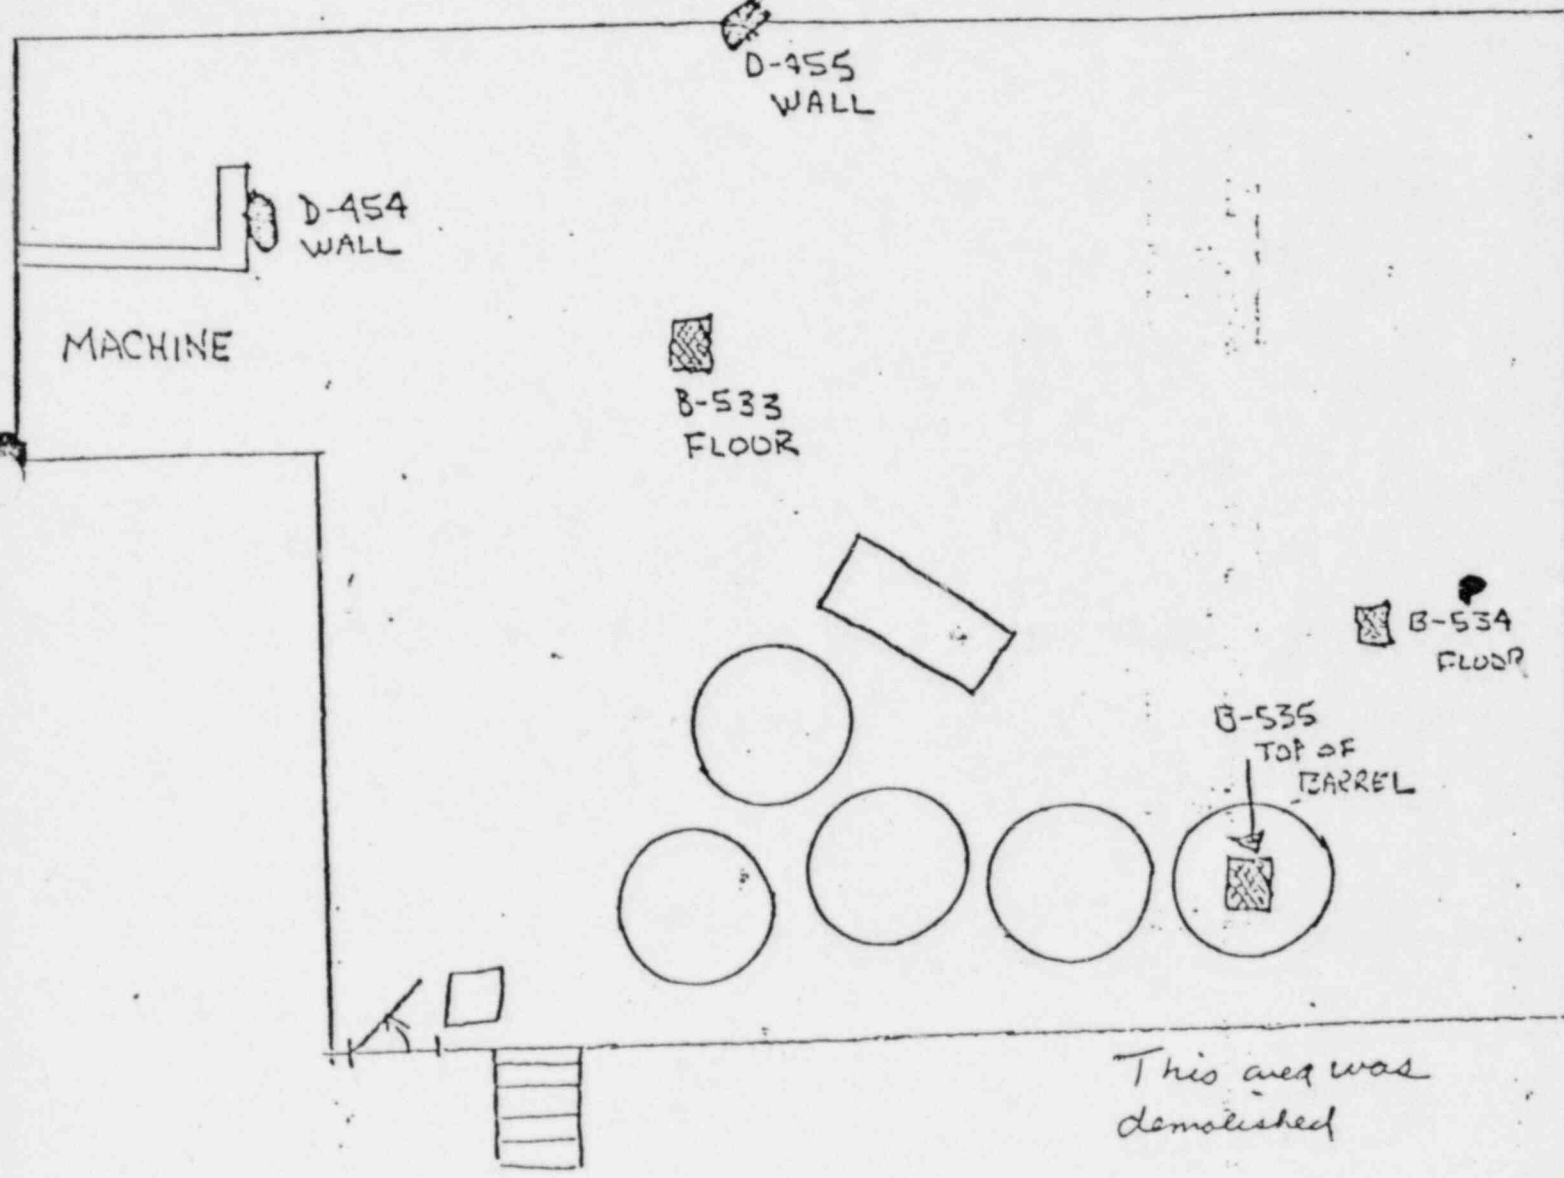 D-455
WALL
D-454
WALL
MACHINE
B-533
FLOOR
B-534
FLOOR
B-535
TOP OF
BARREL
This area was
demolished